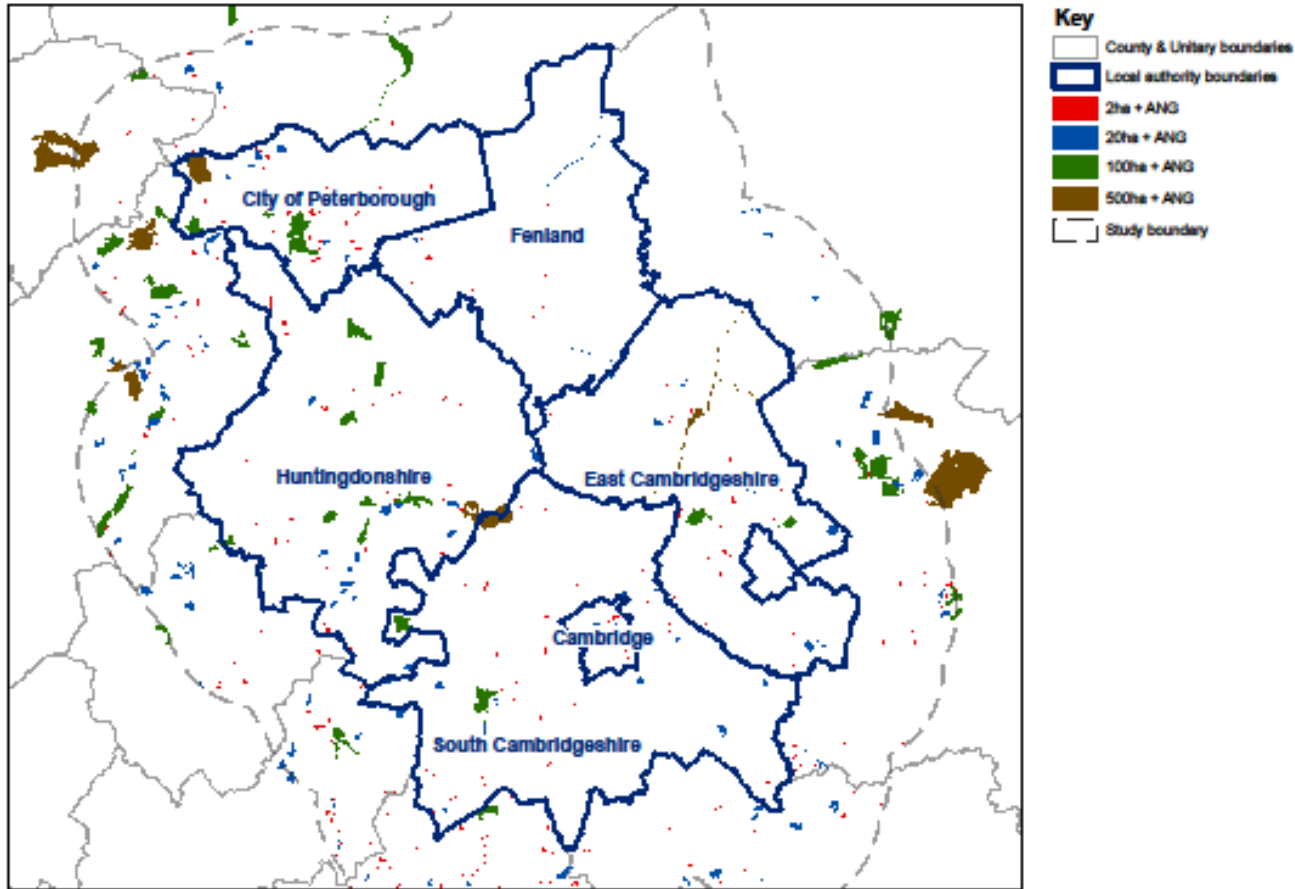 Key
County & Unitary boundaries
Local authority boundaries
2ha + ANG
20ha + ANG
100ha + ANG
500ha + ANG
Study boundary
City of Peterborough
Fenland
Huntingdonshire
East Cambridgeshire
Cambridge
South Cambridgeshire